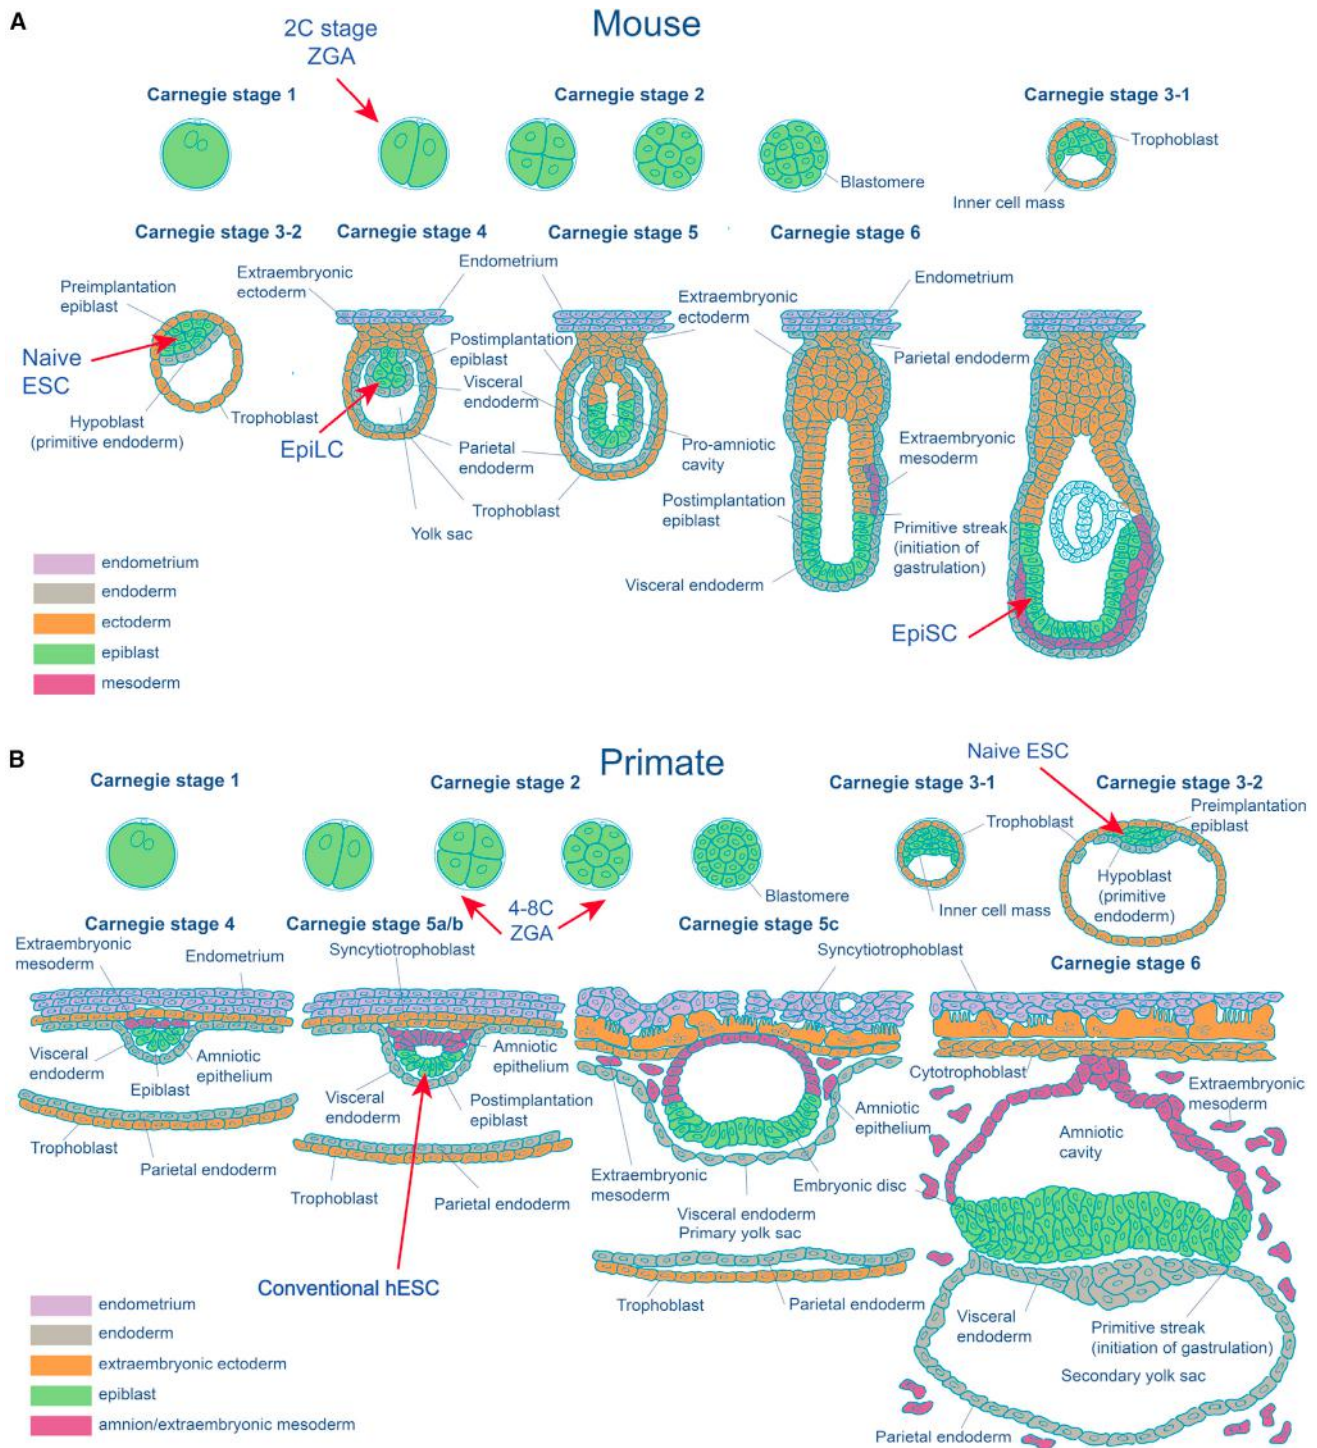 A
Mouse
2C stage
ZGA
Carnegie stage 1
Carnegie stage 2
Carnegie stage 3-1
Trophoblast
Blastomere
Inner cell mass
Carnegie stage 3-2
Carnegie stage 4
Carnegie stage 5
Carnegie stage 6
Preimplantation
epiblast
Extraembryonic
ectoderm
Endometrium
Extraembryonic
ectoderm
Endometrium
Naive
ESC
Postimplantation
epiblast
Visceral
endoderm
Parietal endoderm
Hypoblast
(primitive endoderm)
Trophoblast
EpiLC
Parietal
endoderm
Pro-amniotic
cavity
Extraembryonic
mesoderm
Trophoblast
Yolk sac
Postimplantation
epiblast
Primitive streak
(initiation of
gastrulation)
Visceral endoderm
EpiSC
endometrium
endoderm
ectoderm
epiblast
mesoderm
B
Primate
Naive ESC
Carnegie stage 1
Carnegie stage 2
Carnegie stage 3-1
Carnegie stage 3-2
Trophoblast
Preimplantation
epiblast
Hypoblast
(primitive
endoderm)
Blastomere
Inner cell mass
4-8C
ZGA
Carnegie stage 4
Carnegie stage 5a/b
Carnegie stage 5c
Carnegie stage 6
Extraembryonic
mesoderm
Endometrium
Syncytiotrophoblast
Syncytiotrophoblast
Visceral
endoderm
Epiblast
Amniotic
epithelium
Trophoblast
Parietal endoderm
Amniotic
epithelium
Visceral
endoderm
Postimplantation
epiblast
Trophoblast
Parietal endoderm
Conventional hESC
Amniotic
epithelium
Extraembryonic
mesoderm
Embryonic disc
Visceral endoderm
Primary yolk sac
Trophoblast
Parietal endoderm
Cytotrophoblast
Extraembryonic
mesoderm
Amniotic
cavity
Visceral
endoderm
Primitive streak
(initiation of gastrulation)
Secondary yolk sac
Parietal endoderm
endometrium
endoderm
extraembryonic ectoderm
epiblast
amnion/extraembryonic mesoderm